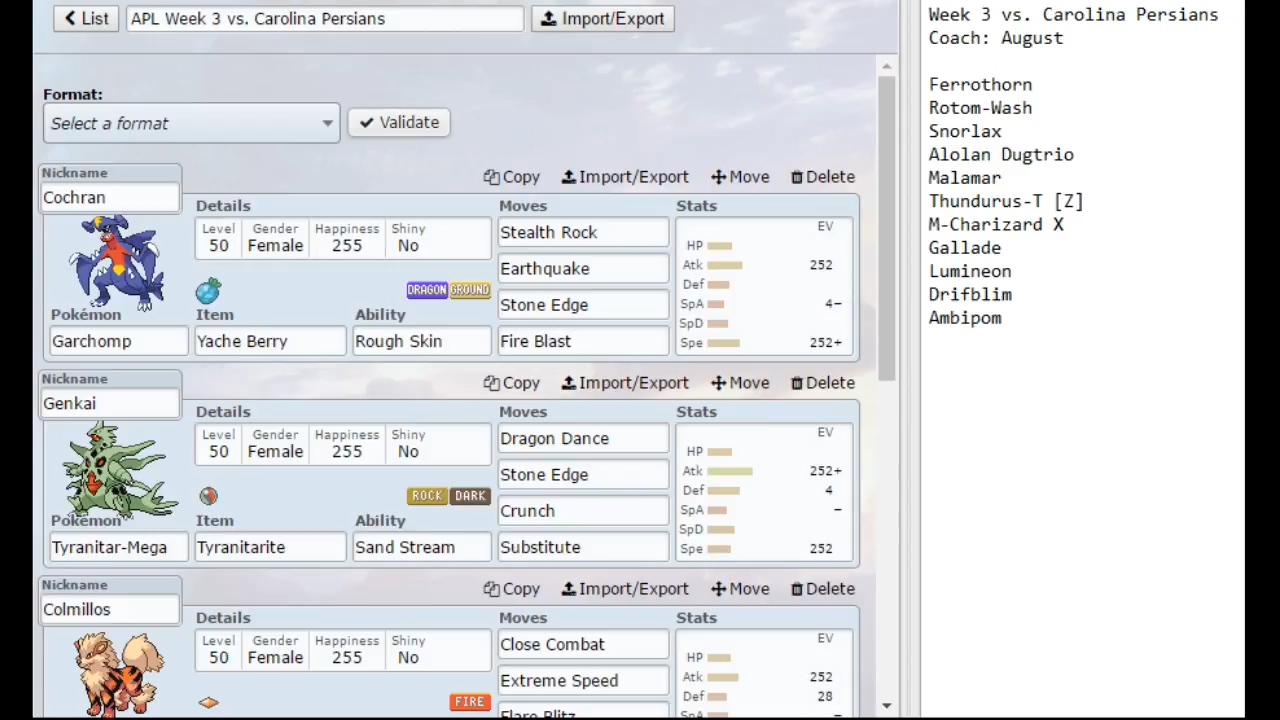 List
APL Week 3 vs. Carolina Persians
Import/Export
Format:
Select a format
Validate
Nickname
Cochran
Copy Import/Export Move Delete
Details Moves Stats
Level Gender Happiness Shiny
50 Female 255 No
Stealth Rock
Earthquake
Stone Edge
Fire Blast
EV
HP
Atk 252
Def
SpA 4−
SpD
Spe 252+
DRAGON GROUND
Pokémon Item Ability
Garchomp Yache Berry Rough Skin
Nickname
Genkai
Copy Import/Export Move Delete
Details Moves Stats
Level Gender Happiness Shiny
50 Female 255 No
Dragon Dance
Stone Edge
Crunch
Substitute
EV
HP
Atk 252+
Def 4
SpA −
SpD
Spe 252
ROCK DARK
Pokémon Item Ability
Tyranitar-Mega Tyranitarite Sand Stream
Nickname
Colmillos
Copy Import/Export Move Delete
Details Moves Stats
Level Gender Happiness Shiny
50 Female 255 No
Close Combat
Extreme Speed
Flare Blitz
EV
HP
Atk 252
Def 28
SpA −
FIRE
Week 3 vs. Carolina Persians
Coach: August
Ferrothorn
Rotom-Wash
Snorlax
Alolan Dugtrio
Malamar
Thundurus-T [Z]
M-Charizard X
Gallade
Lumineon
Drifblim
Ambipom